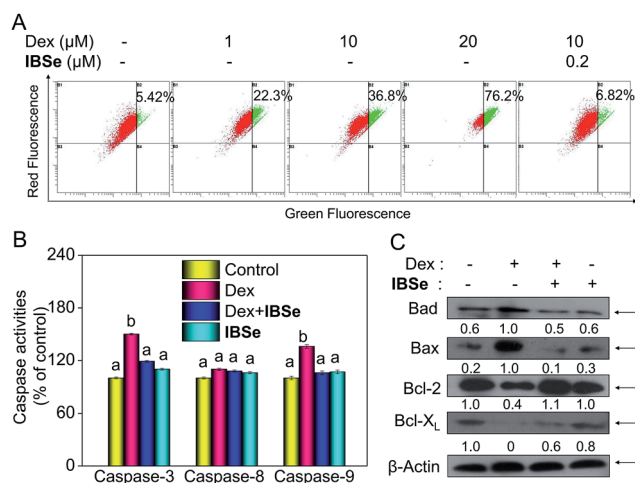 A
Dex (µM) - 1 10 20 10
IBSe (µM) - - - - 0.2
Red Fluorescence
5.42% 22.3% 36.8% 76.2% 6.82%
Green Fluorescence
B
Caspase activities
(% of control)
240
180
120
60
0
Control
Dex
Dex+IBSe
IBSe
a b a a a a a a a b a a
Caspase-3 Caspase-8 Caspase-9
C
Dex : - + + -
IBSe : - - + +
Bad
0.6 1.0 0.5 0.6
Bax
0.2 1.0 0.1 0.3
Bcl-2
1.0 0.4 1.1 1.0
Bcl-XL
1.0 0 0.6 0.8
β-Actin